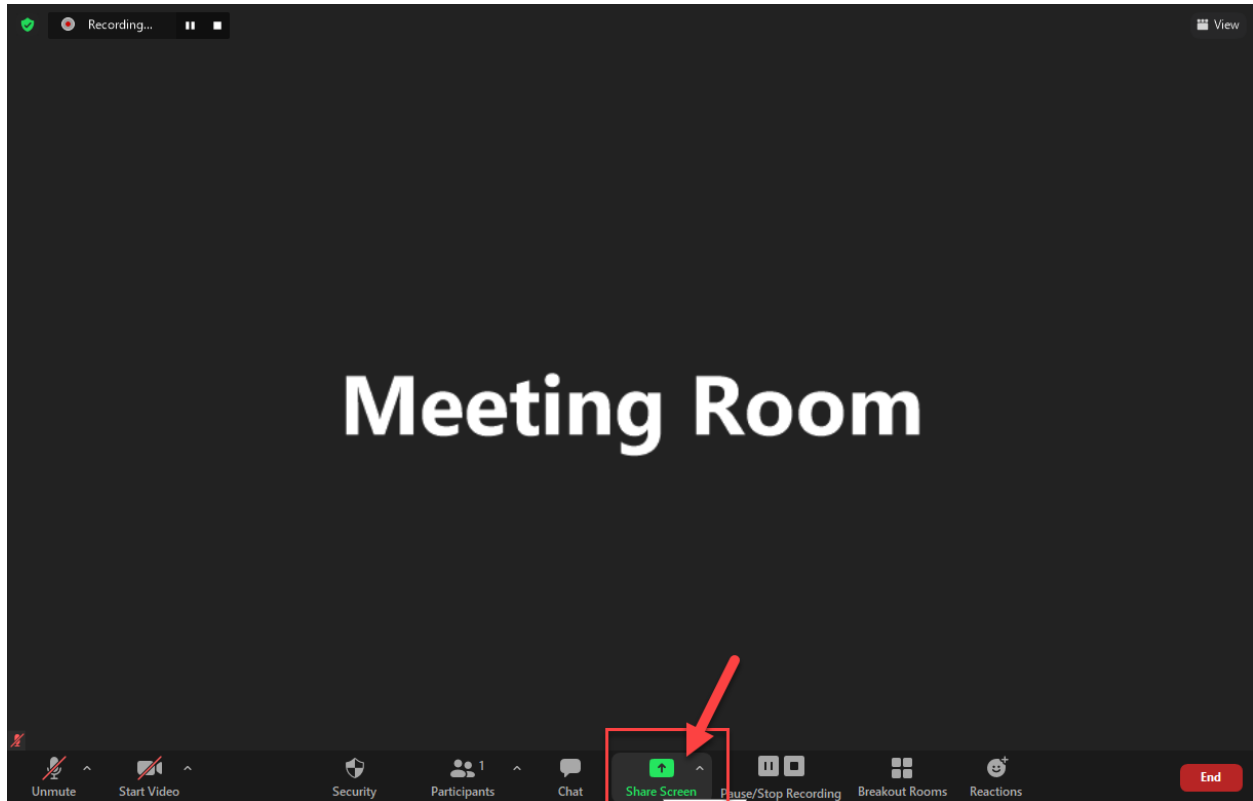 Recording...
View
Meeting Room
1
Unmute
Start Video
Security
Participants
Chat
Share Screen
Pause/Stop Recording
Breakout Rooms
Reactions
End